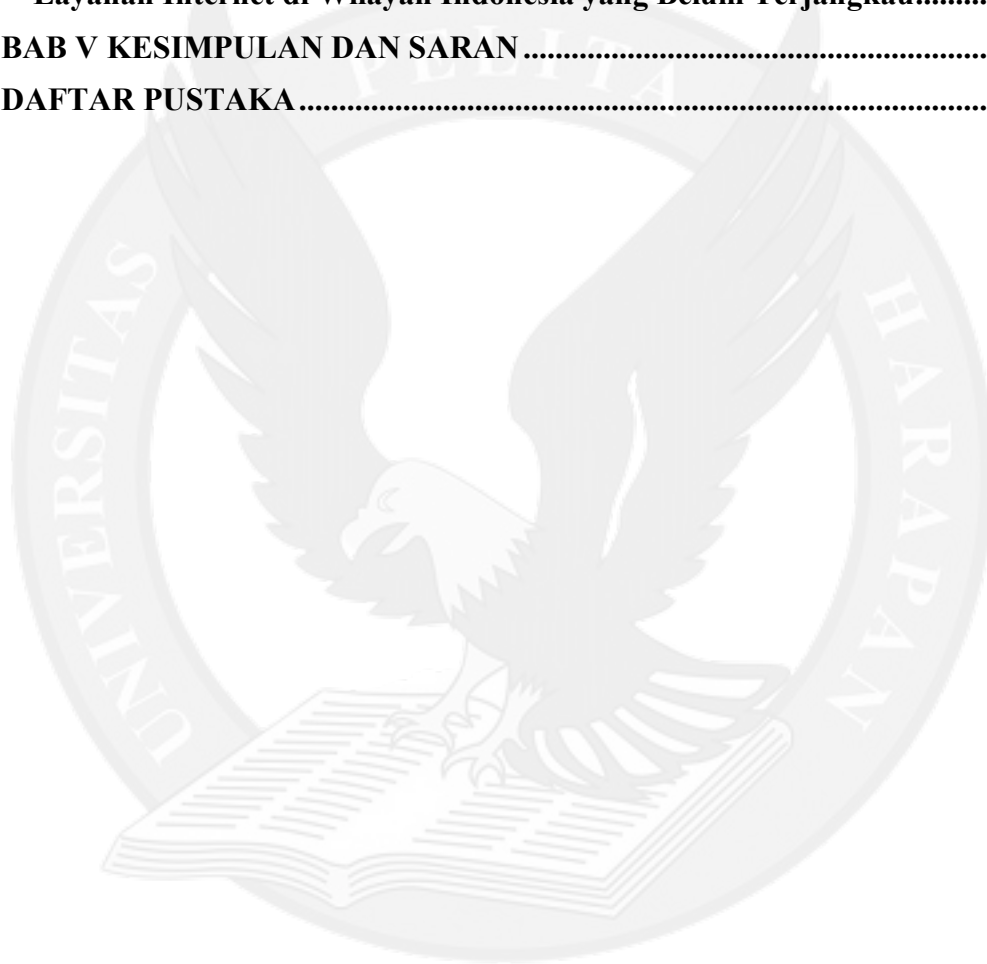 Layanan Internet di Wilayah Indonesia yang Belum Terjangkau.........
BAB V KESIMPULAN DAN SARAN...........................................................
DAFTAR PUSTAKA.......................................................................................
UNIVERSITAS PELITA HARAPAN